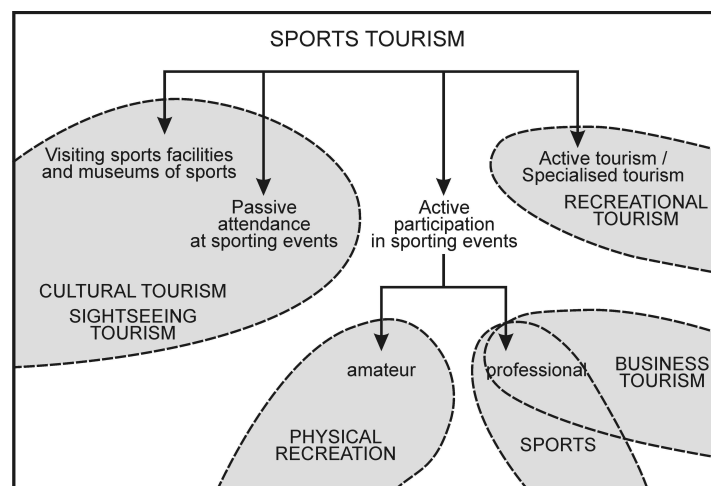 SPORTS TOURISM
Visiting sports facilities
and museums of sports
Passive
attendance
at sporting events
Active
participation
in sporting events
Active tourism /
Specialised tourism
RECREATIONAL
TOURISM
CULTURAL TOURISM
SIGHTSEEING
TOURISM
amateur
professional
BUSINESS
TOURISM
PHYSICAL
RECREATION
SPORTS